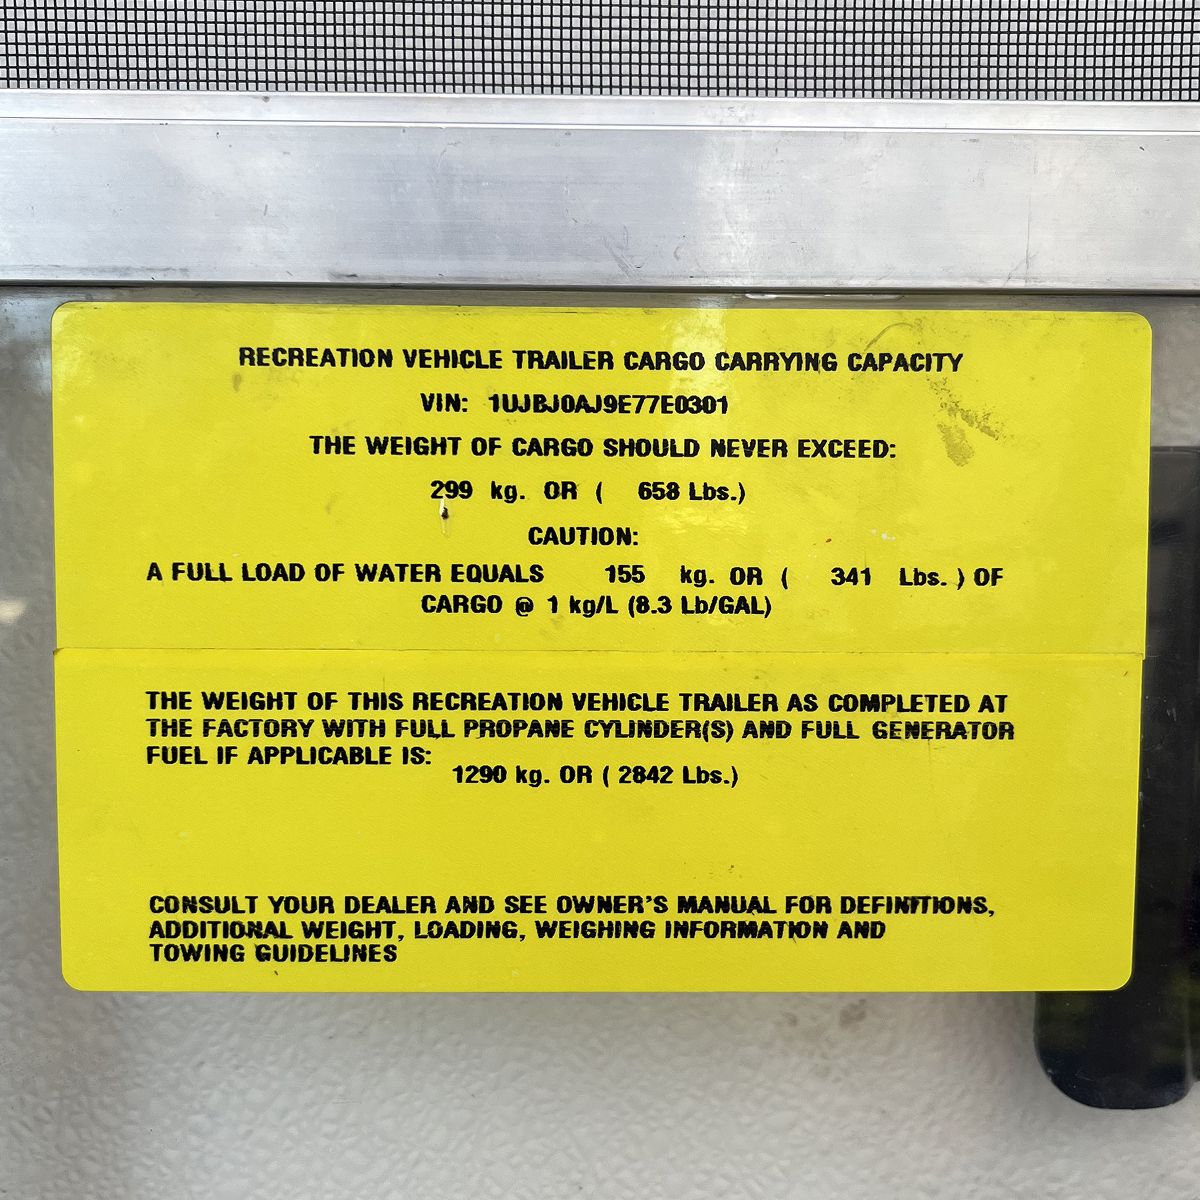 RECREATION VEHICLE TRAILER CARGO CARRYING CAPACITY
VIN: 1UJBJ0AJ9E77E0301
THE WEIGHT OF CARGO SHOULD NEVER EXCEED:
299 kg. OR ( 658 Lbs.)
CAUTION:
A FULL LOAD OF WATER EQUALS 155 kg. OR ( 341 Lbs. ) OF
CARGO @ 1 kg/L (8.3 Lb/GAL)
THE WEIGHT OF THIS RECREATION VEHICLE TRAILER AS COMPLETED AT
THE FACTORY WITH FULL PROPANE CYLINDER(S) AND FULL GENERATOR
FUEL IF APPLICABLE IS:
1290 kg. OR ( 2842 Lbs.)
CONSULT YOUR DEALER AND SEE OWNER'S MANUAL FOR DEFINITIONS,
ADDITIONAL WEIGHT, LOADING, WEIGHING INFORMATION AND
TOWING GUIDELINES